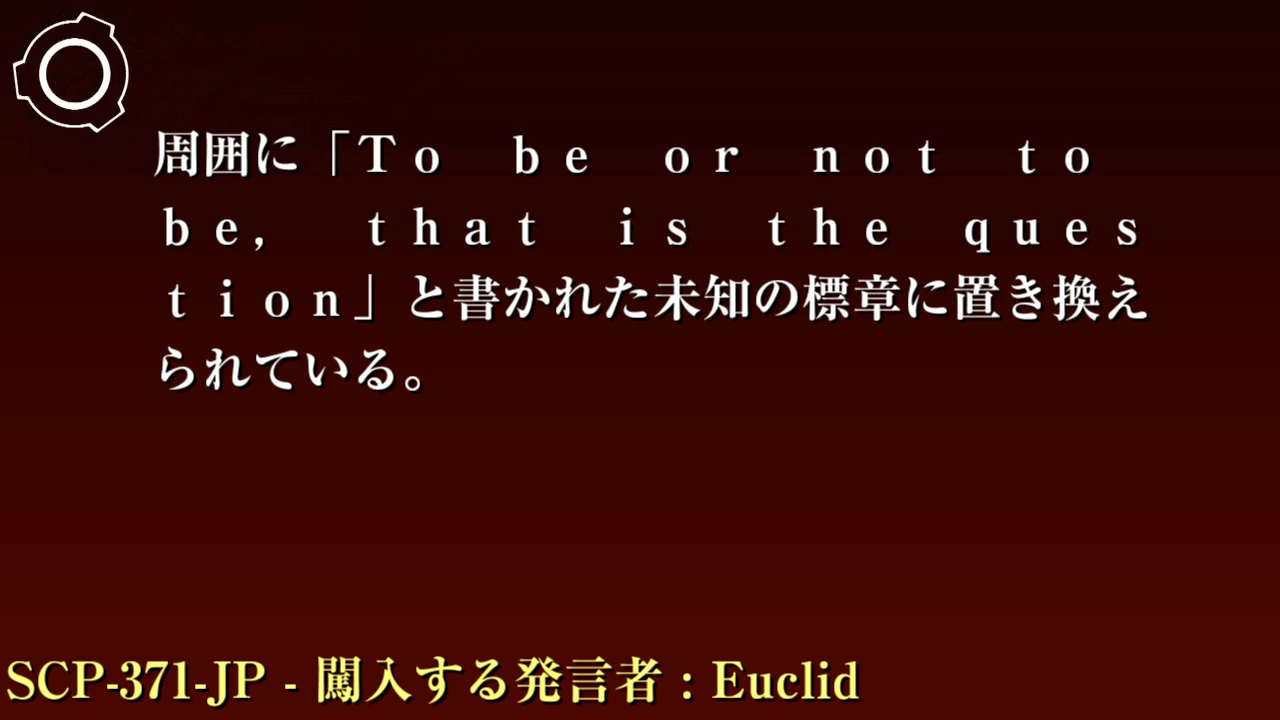 周囲に「To be or not to
be, that is the ques
tion」と書かれた未知の標章に置き換え
られている。
SCP-371-JP - 闖入する発言者 : Euclid